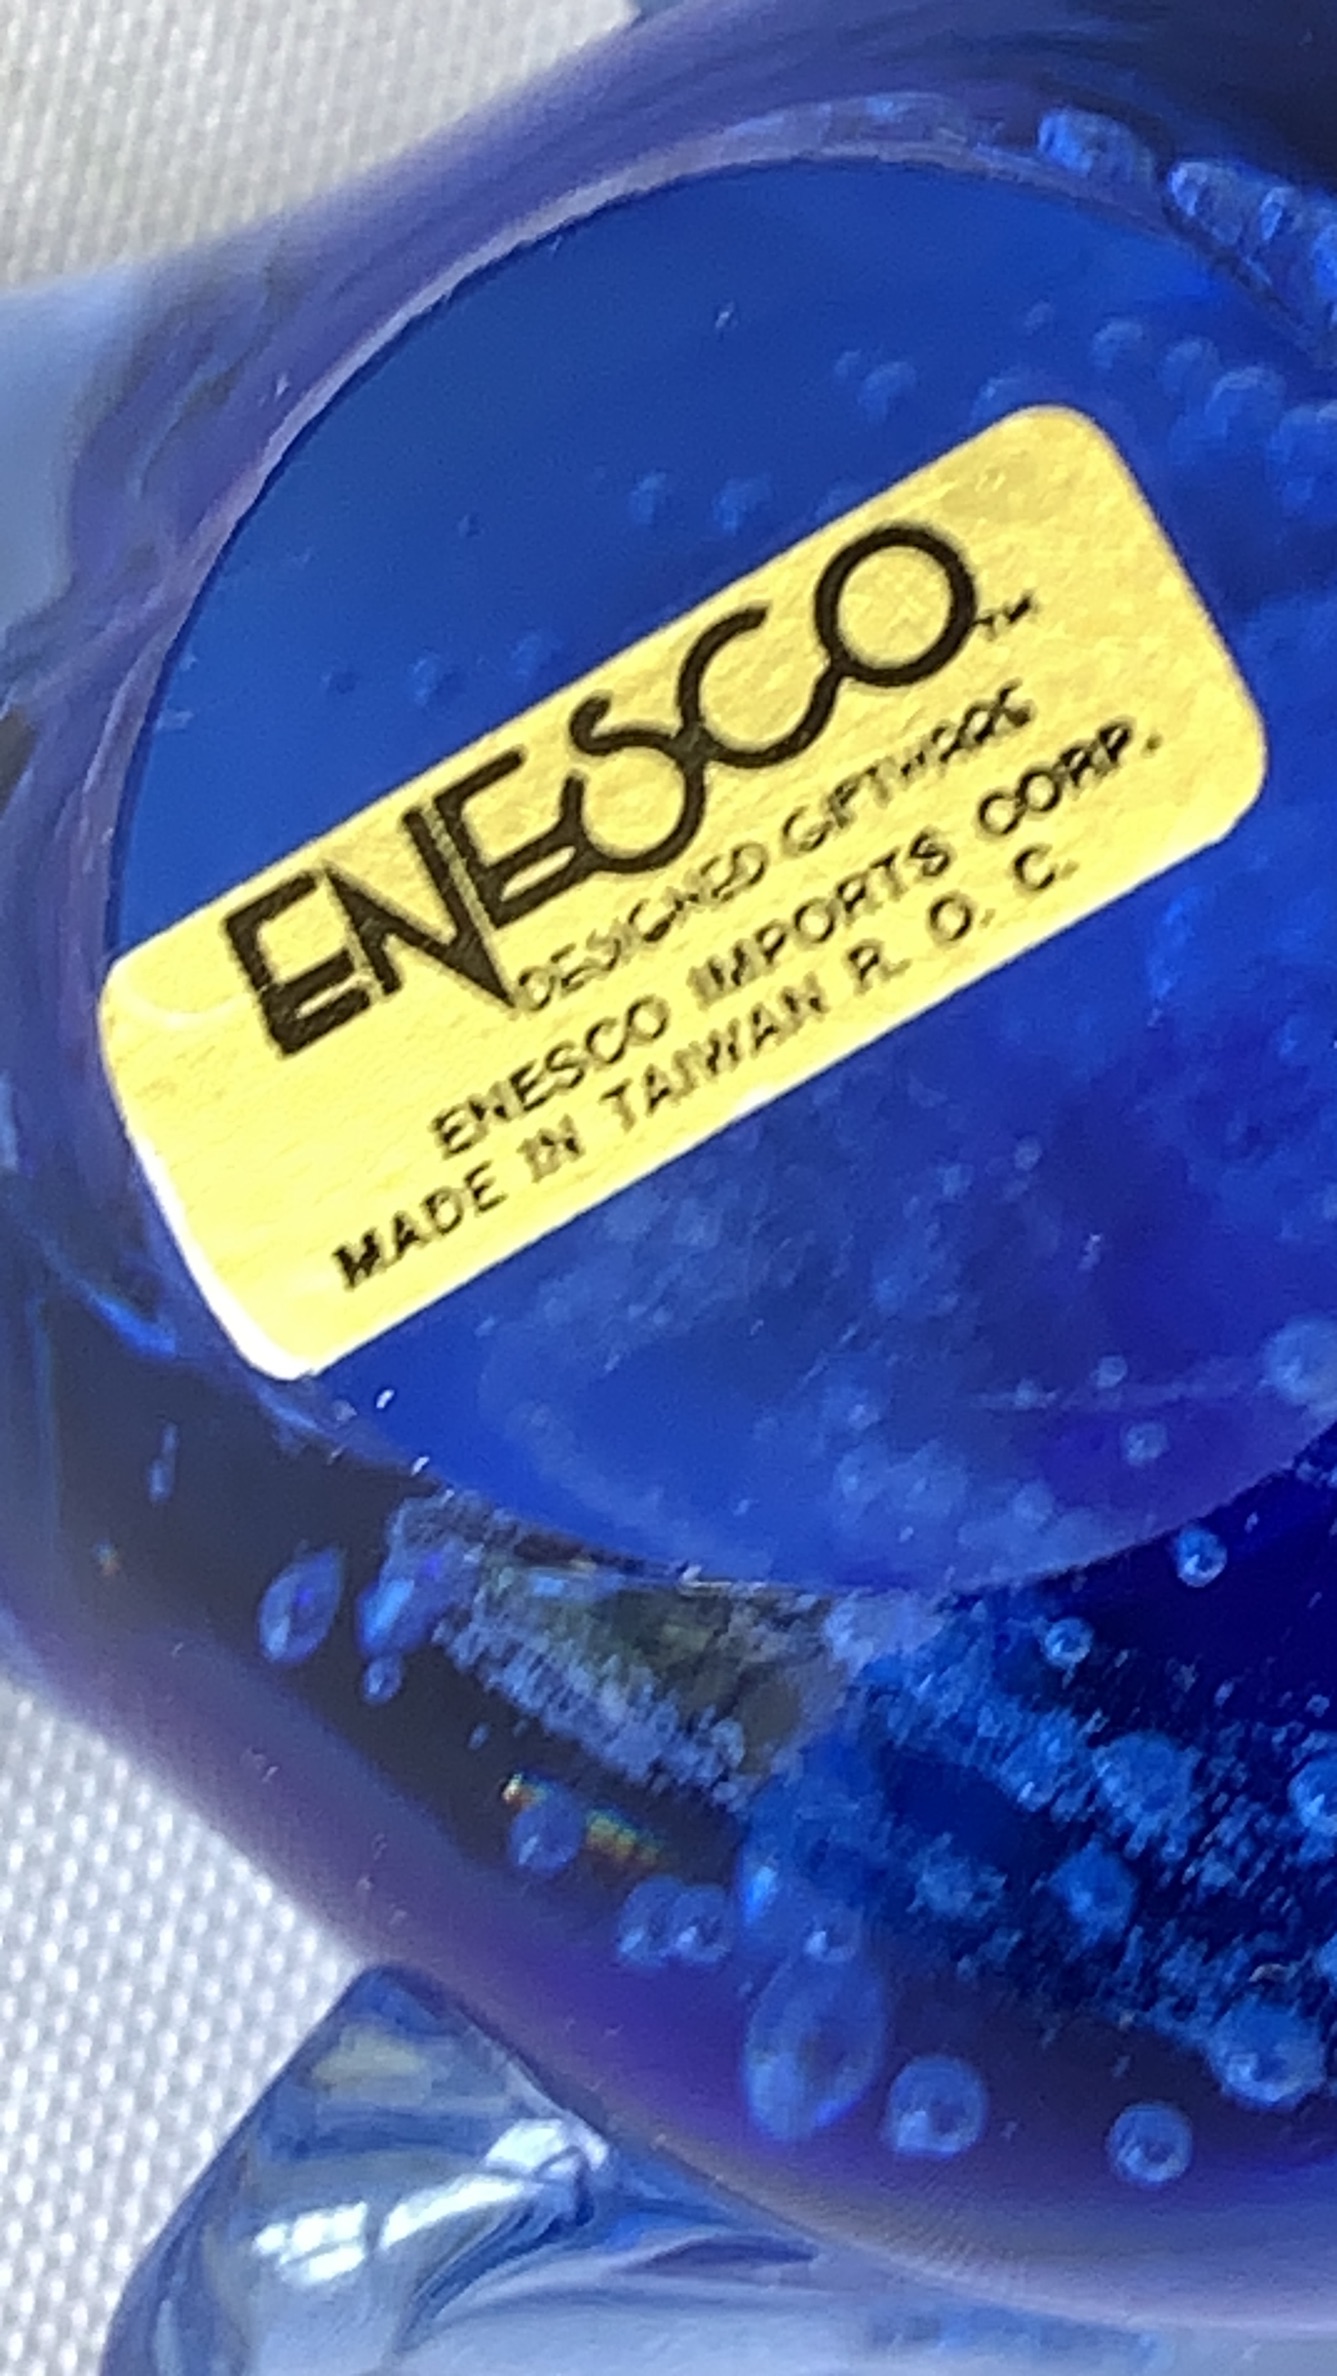 ENESCO™
DESIGNED GIFTWARE
ENESCO IMPORTS CORP.
MADE IN TAIWAN R. O. C.